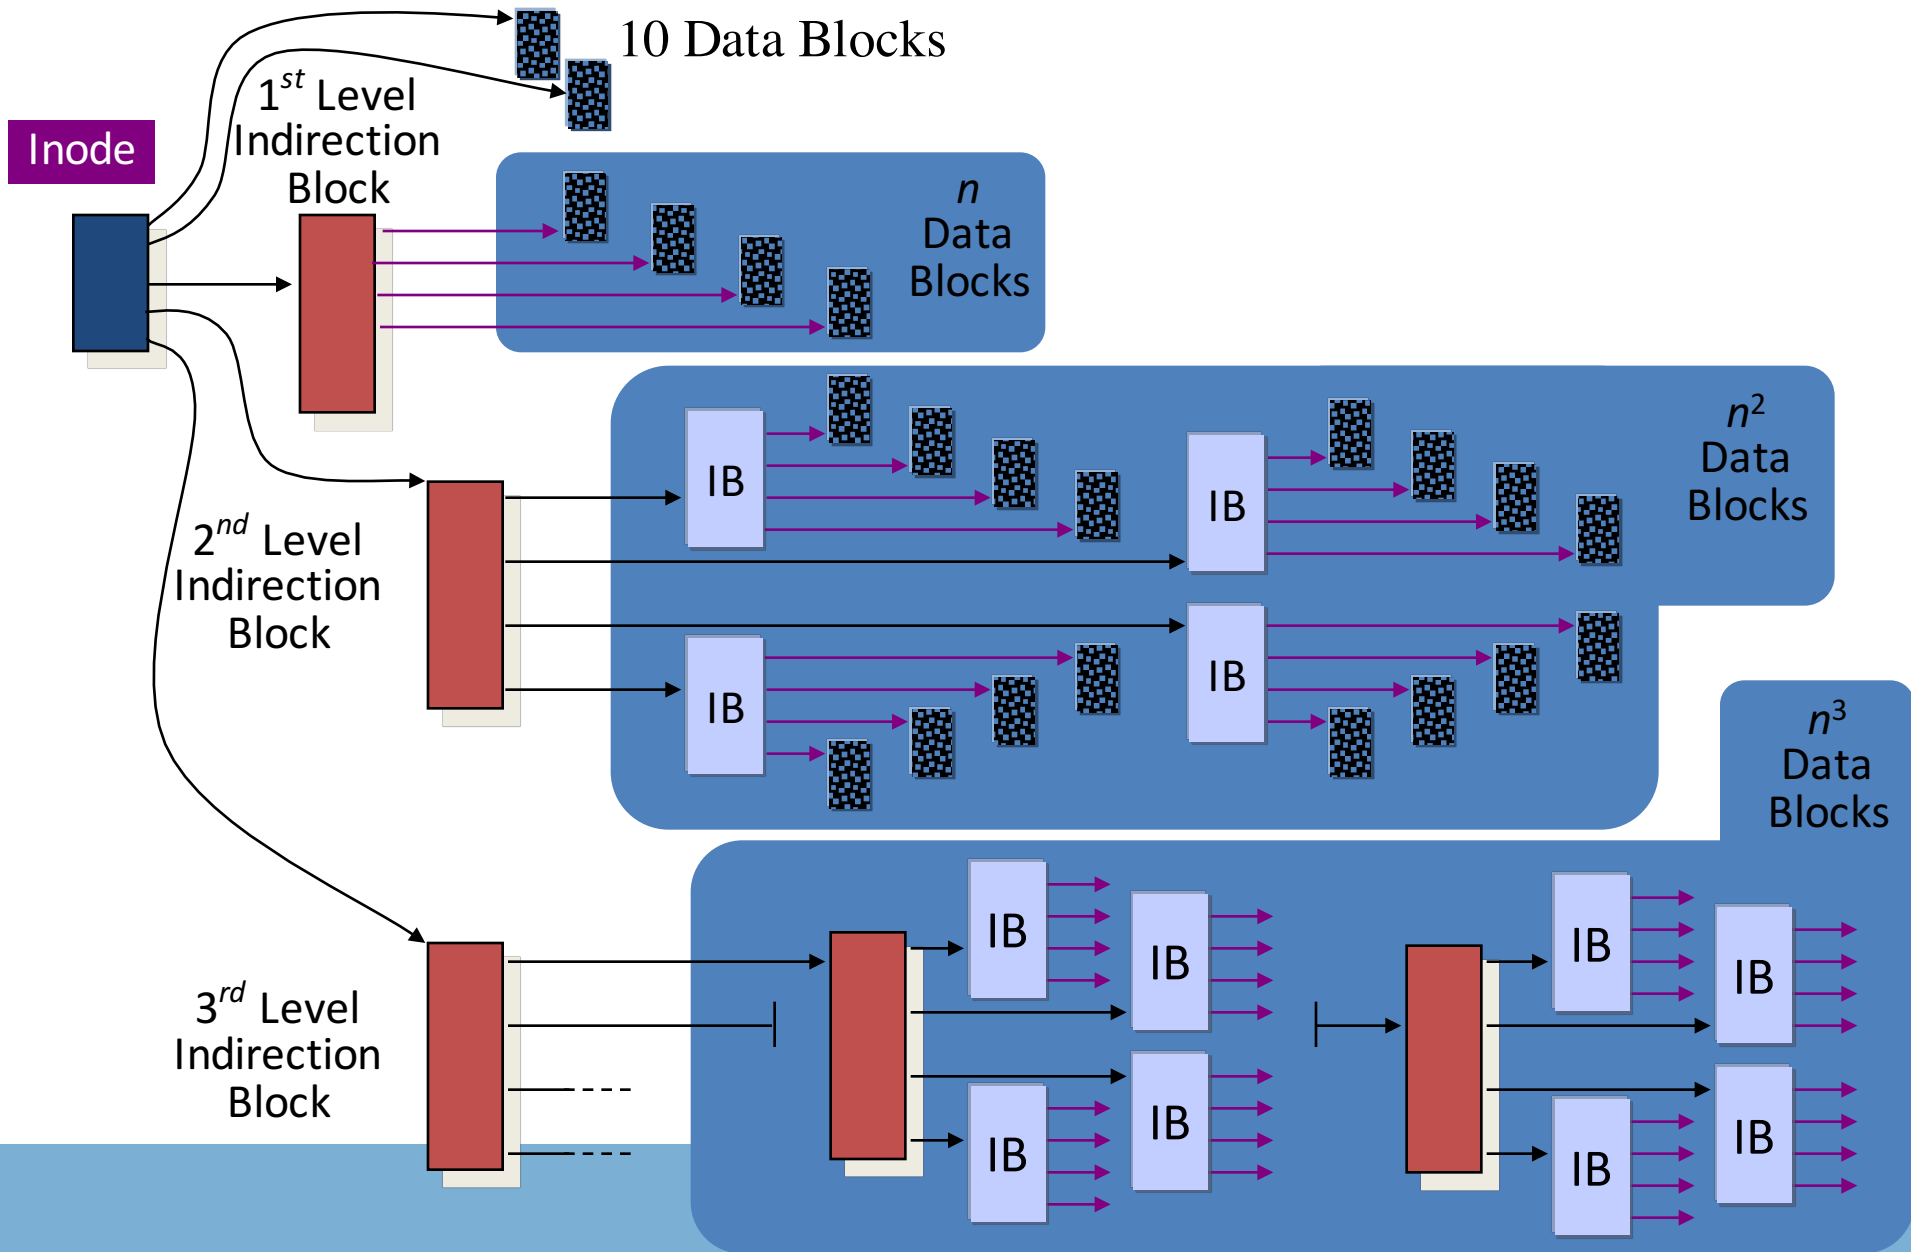 10 Data Blocks
1st Level
Indirection
Block
Inode
n
Data
Blocks
n2
Data
Blocks
IB
IB
2nd Level
Indirection
Block
IB
IB
n3
Data
Blocks
3rd Level
Indirection
Block
IB
IB
IB
IB
IB
IB
IB
IB